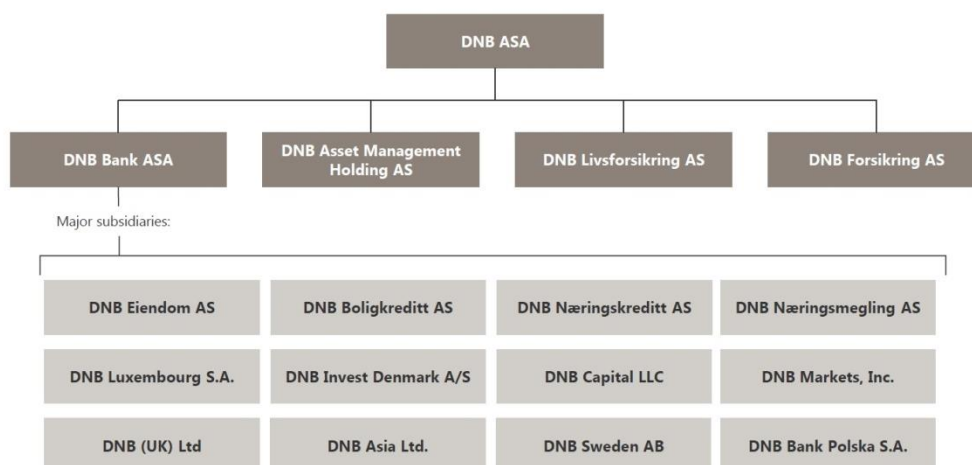 DNB ASA
DNB Bank ASA
DNB Asset Management
Holding AS
DNB Livsforsikring AS
DNB Forsikring AS
Major subsidiaries:
DNB Eiendom AS
DNB Boligkreditt AS
DNB Næringskreditt AS
DNB Næringsmegling AS
DNB Luxembourg S.A.
DNB Invest Denmark A/S
DNB Capital LLC
DNB Markets, Inc.
DNB (UK) Ltd
DNB Asia Ltd.
DNB Sweden AB
DNB Bank Polska S.A.